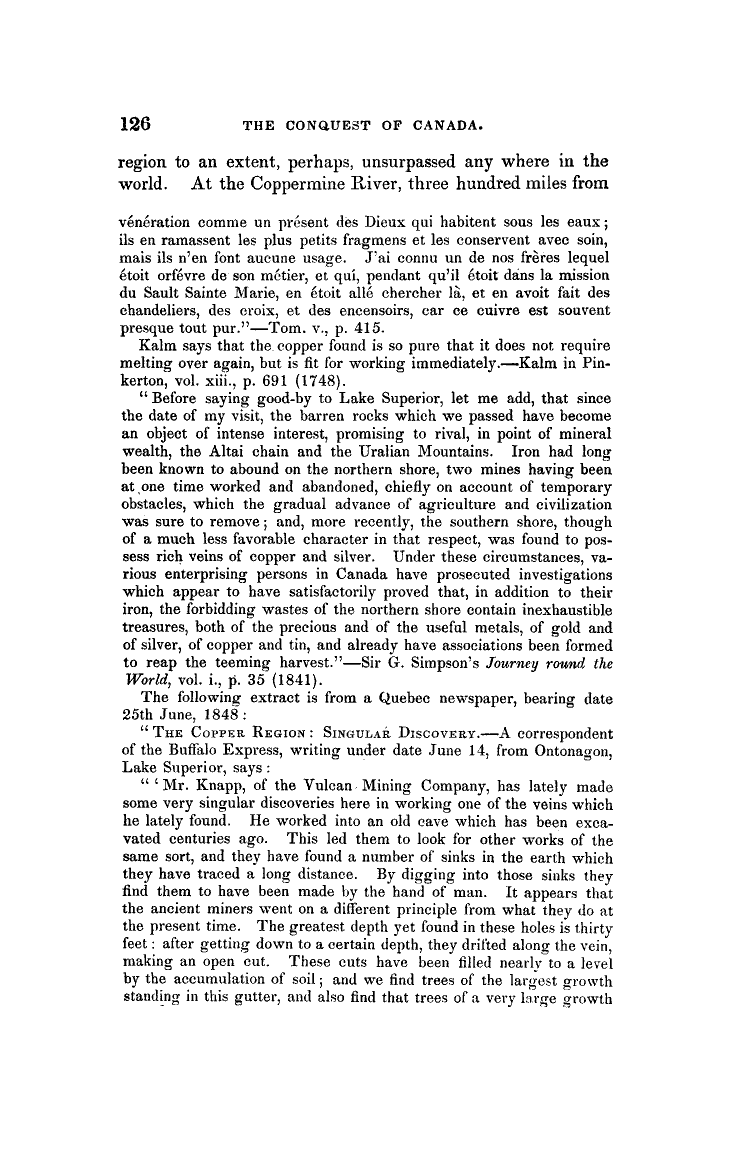 126 THE CONQUEST OF CANADA.
region to an extent, perhaps, unsurpassed any where in the
world. At the Coppermine River, three hundred miles from
vénération comme un présent des Dieux qui habitent sous les eaux;
ils en ramassent les plus petits fragmens et les conservent avec soin,
mais ils n'en font aucune usage. J'ai connu un de nos frères lequel
étoit orfévre de son métier, et qui, pendant qu'il étoit dans la mission
du Sault Sainte Marie, en étoit allé chercher là, et en avoit fait des
chandeliers, des croix, et des encensoirs, car ce cuivre est souvent
presque tout pur."—Tom. v., p. 415.
Kalm says that the copper found is so pure that it does not require
melting over again, but is fit for working immediately.—Kalm in Pin-
kerton, vol. xiii., p. 691 (1748).
"Before saying good-by to Lake Superior, let me add, that since
the date of my visit, the barren rocks which we passed have become
an object of intense interest, promising to rival, in point of mineral
wealth, the Altai chain and the Uralian Mountains. Iron had long
been known to abound on the northern shore, two mines having been
at one time worked and abandoned, chiefly on account of temporary
obstacles, which the gradual advance of agriculture and civilization
was sure to remove; and, more recently, the southern shore, though
of a much less favorable character in that respect, was found to pos-
sess rich veins of copper and silver. Under these circumstances, va-
rious enterprising persons in Canada have prosecuted investigations
which appear to have satisfactorily proved that, in addition to their
iron, the forbidding wastes of the northern shore contain inexhaustible
treasures, both of the precious and of the useful metals, of gold and
of silver, of copper and tin, and already have associations been formed
to reap the teeming harvest."—Sir G. Simpson's Journey round the
World, vol. i., p. 35 (1841).
The following extract is from a Quebec newspaper, bearing date
25th June, 1848:
"THE COPPER REGION: SINGULAR DISCOVERY.—A correspondent
of the Buffalo Express, writing under date June 14, from Ontonagon,
Lake Superior, says:
"'Mr. Knapp, of the Vulcan Mining Company, has lately made
some very singular discoveries here in working one of the veins which
he lately found. He worked into an old cave which has been exca-
vated centuries ago. This led them to look for other works of the
same sort, and they have found a number of sinks in the earth which
they have traced a long distance. By digging into those sinks they
find them to have been made by the hand of man. It appears that
the ancient miners went on a different principle from what they do at
the present time. The greatest depth yet found in these holes is thirty
feet: after getting down to a certain depth, they drifted along the vein,
making an open cut. These cuts have been filled nearly to a level
by the accumulation of soil; and we find trees of the largest growth
standing in this gutter, and also find that trees of a very large growth